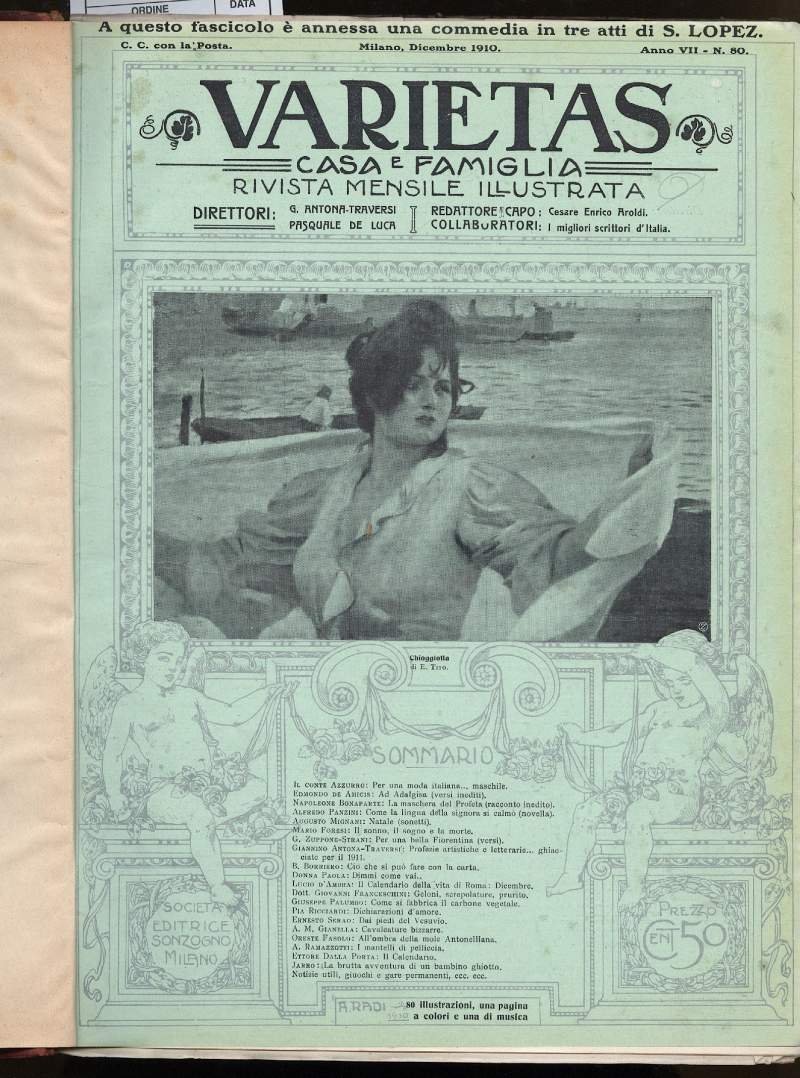 ORDINE
DATA
A questo fascicolo è annessa una commedia in tre atti di S. LOPEZ.
C. C. con la Posta. Milano, Dicembre 1910. Anno VII - N. 80.
VARIETAS
CASA E FAMIGLIA
RIVISTA MENSILE ILLUSTRATA
DIRETTORI: G. ANTONA-TRAVERSI
PASQUALE DE LUCA
REDATTORE CAPO: Cesare Enrico Aroldi.
COLLABORATORI: I migliori scrittori d'Italia.
Chioggiotta
di E. Tito.
SOMMARIO
IL CONTE AZZURRO: Per una moda italiana... maschile.
EDMONDO DE AMICIS: Ad Adalgisa (versi inediti).
NAPOLEONE BONAPARTE: La maschera del Profeta (racconto inedito).
ALFREDO PANZINI: Come la lingua della signora si calmò (novella).
AUGUSTO MIGNANI: Natale (sonetti).
MARIO FORESI: Il sonno, il sogno e la morte.
G. ZUPPONE-STRANI: Per una bella Fiorentina (versi).
GIANNINO ANTONA-TRAVERSI: Profezie artistiche e letterarie... ghiac-
ciate per il 1911.
B. BORRIERO: Ciò che si può fare con la carta.
DONNA PAOLA: Dimmi come vai..
LUCIO D'AMBRA: Il Calendario della vita di Roma: Dicembre.
Dott. GIOVANNI FRANCESCHINI: Geloni, screpolature, prurito.
GIUSEPPE PALUMBO: Come si fabbrica il carbone vegetale.
PIA RICCIARDI: Dichiarazioni d'amore.
ERNESTO SERAO: Dai piedi del Vesuvio.
A. M. GIANELLA: Cavalcature bizzarre.
ORESTE FASOLO: All'ombra della mole Antonelliana.
A. RAMAZZOTTI: I mantelli di pelliccia.
ETTORE DALLA PORTA: Il Calendario.
JARRO: La brutta avventura di un bambino ghiotto.
Notizie utili, giuochi e gare permanenti, ecc. ecc.
SOCIETÀ
EDITRICE
SONZOGNO
MILANO
PREZZO
CENT 50
A. RADI
1910
80 illustrazioni, una pagina
a colori e una di musica